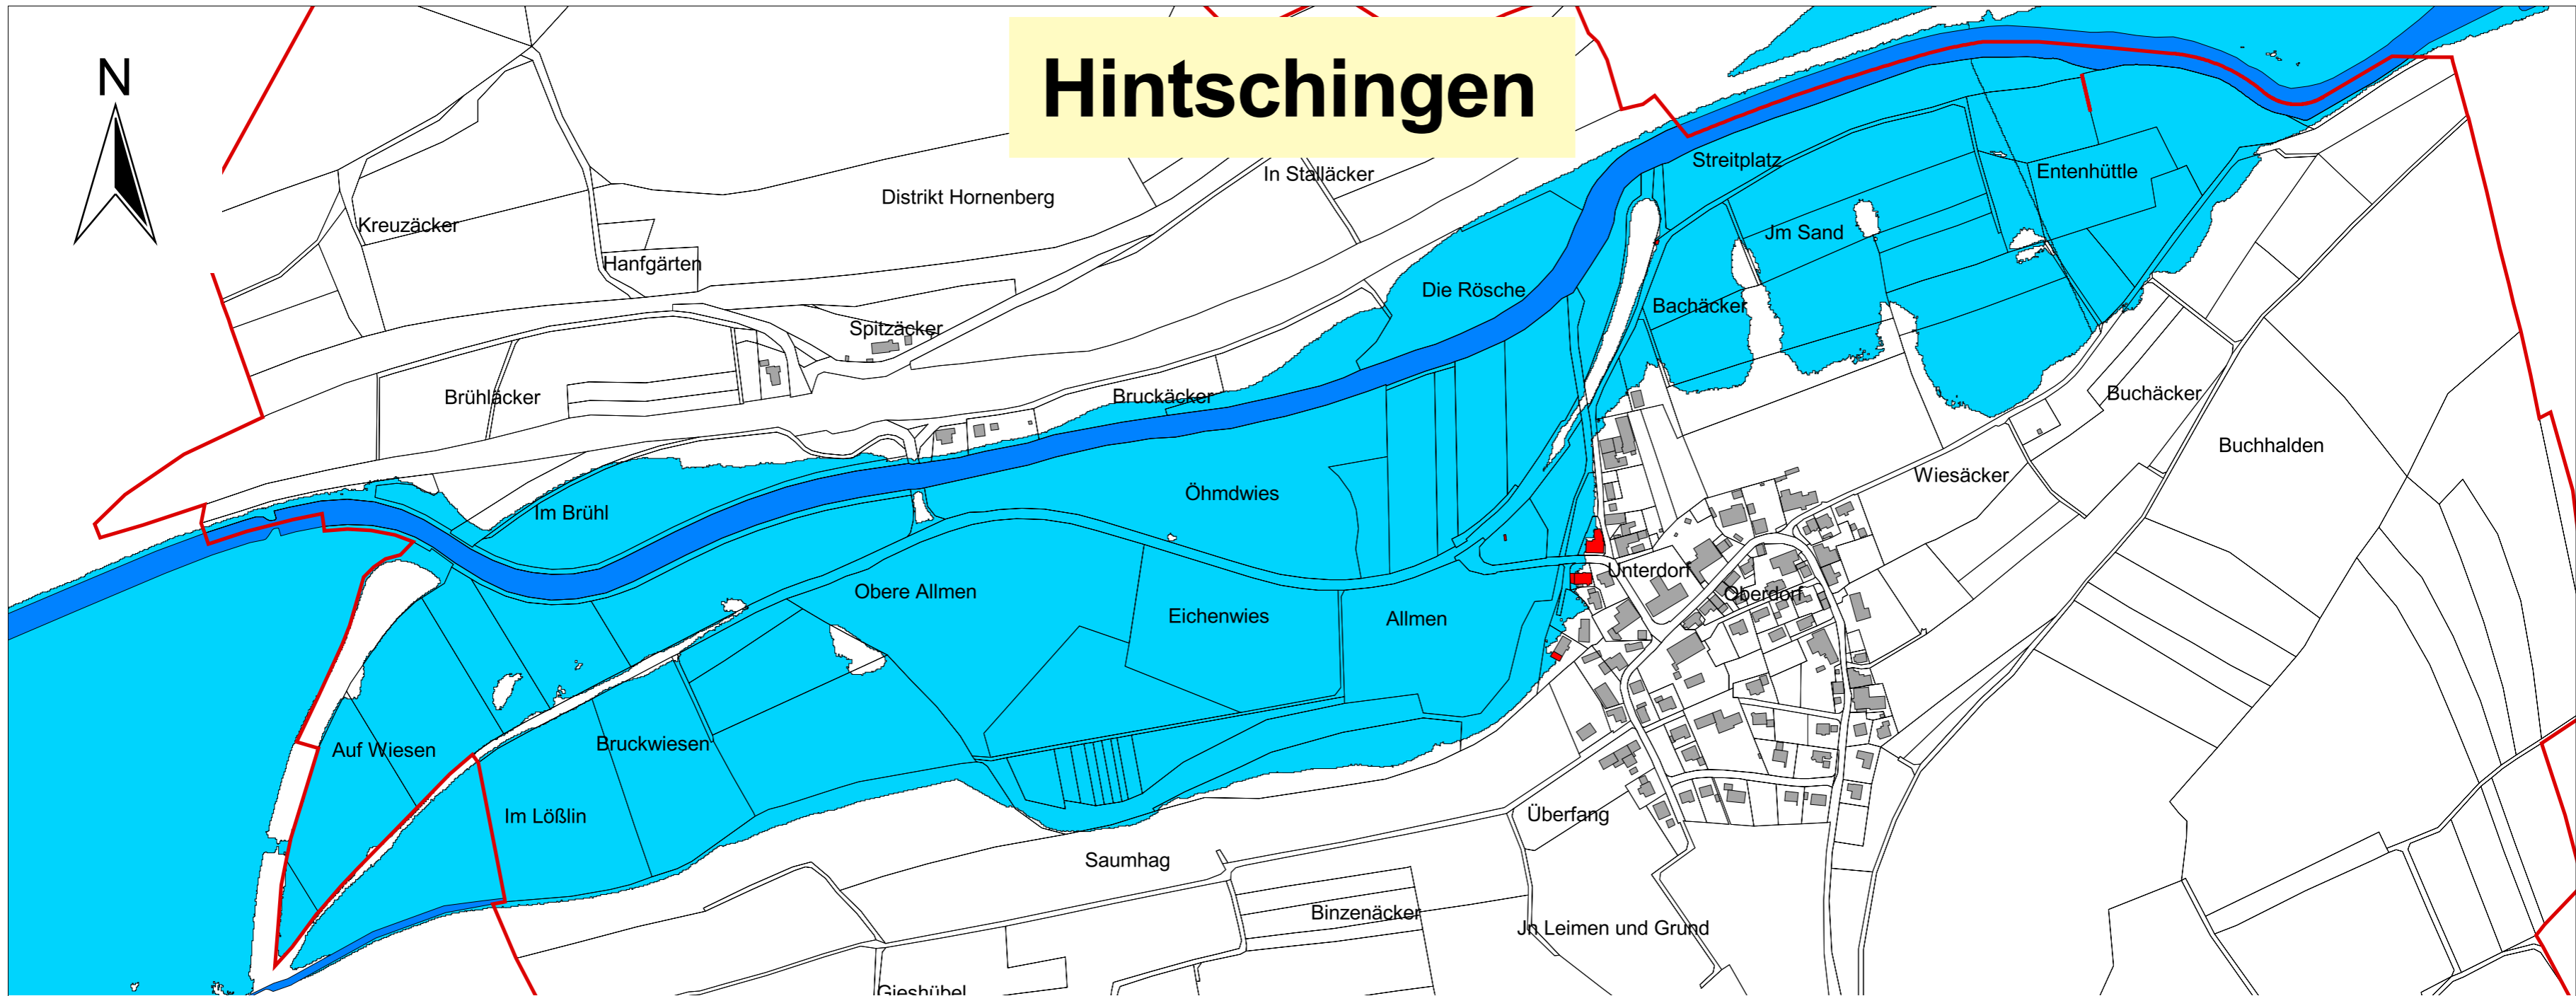 Hintschingen
N
Streitplatz
Entenhüttle
In Stalläcker
Distrikt Hornenberg
Kreuzäcker
Jm Sand
Hanfgärten
Die Rösche
Bachäcker
Spitzäcker
Brühläcker
Bruckäcker
Buchäcker
Buchhalden
Wiesäcker
Öhmdwies
Im Brühl
Unterdorf
Oberdorf
Obere Allmen
Eichenwies
Allmen
Auf Wiesen
Bruckwiesen
Im Lößlin
Überfang
Saumhag
Binzenäcker
Jn Leimen und Grund
Gieshübel